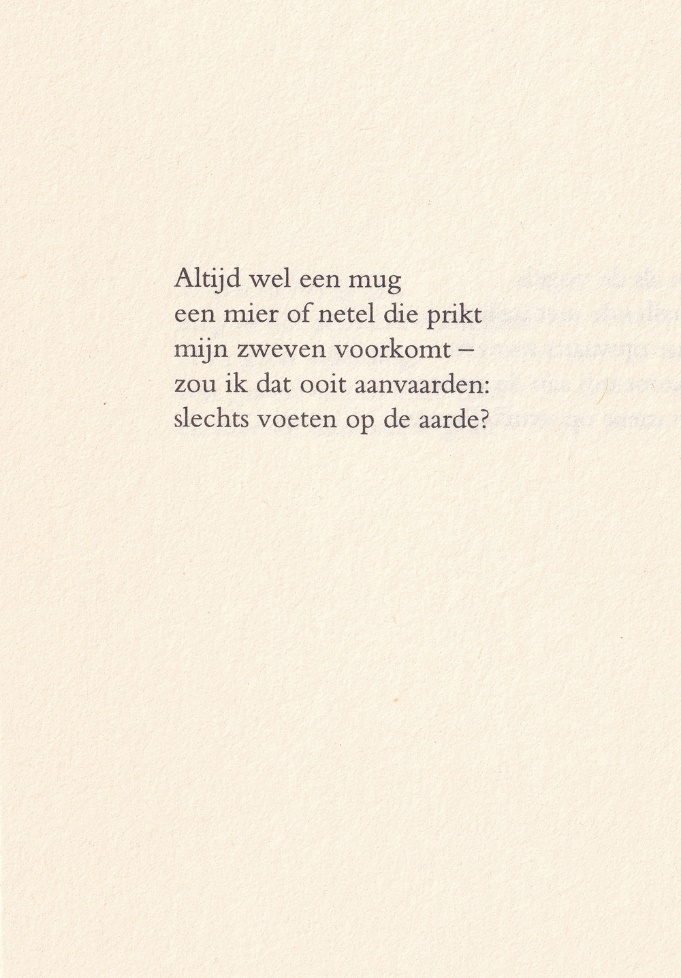 Altijd wel een mug
een mier of netel die prikt
mijn zweven voorkomt –
zou ik dat ooit aanvaarden:
slechts voeten op de aarde?